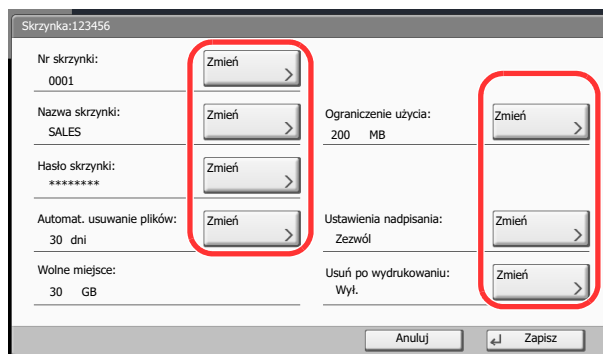 Skrzynka:123456
Nr skrzynki:
0001
Zmień
Nazwa skrzynki:
SALES
Zmień
Ograniczenie użycia:
200 MB
Zmień
Hasło skrzynki:
********
Zmień
Automat. usuwanie plików:
30 dni
Zmień
Ustawienia nadpisania:
Zezwól
Zmień
Wolne miejsce:
30 GB
Usuń po wydrukowaniu:
Wył.
Zmień
Anuluj
Zapisz